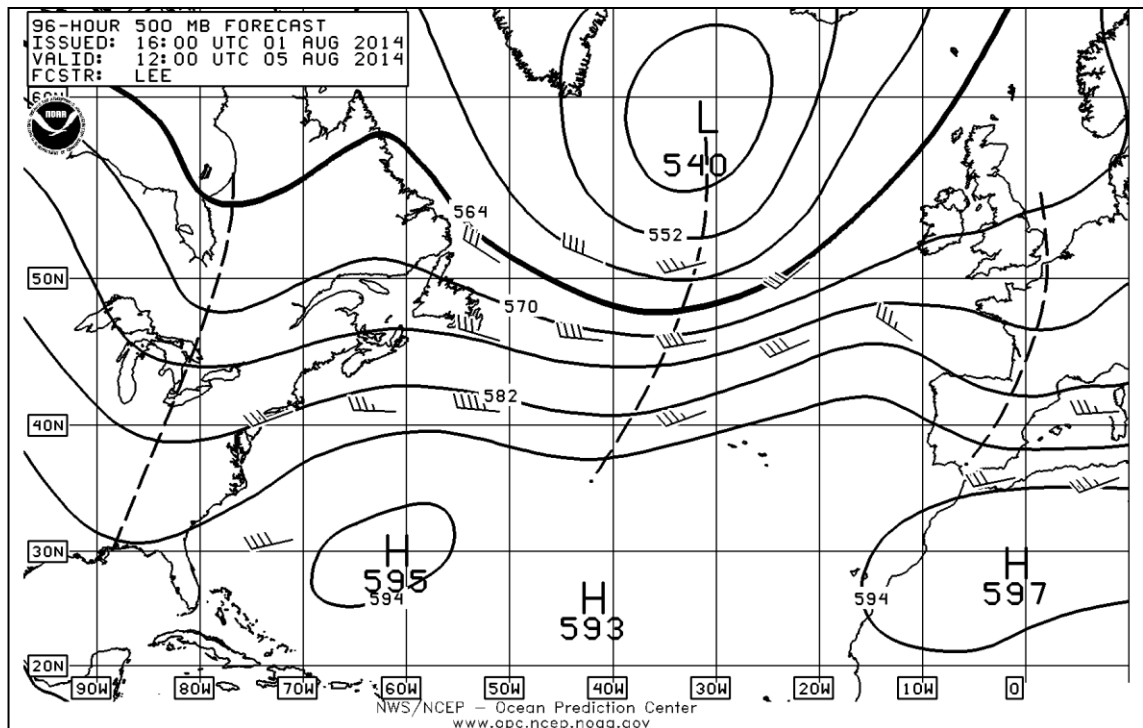 96-HOUR 500 MB FORECAST
ISSUED: 16:00 UTC 01 AUG 2014
VALID: 12:00 UTC 05 AUG 2014
FCSTR: LEE
NOAA
L
540
564
552
50N
570
582
40N
30N
H
595
594
H
593
594
H
597
20N
90W 80W 70W 60W 50W 40W 30W 20W 10W 0
NWS/NCEP - Ocean Prediction Center
www.opc.ncep.noaa.gov